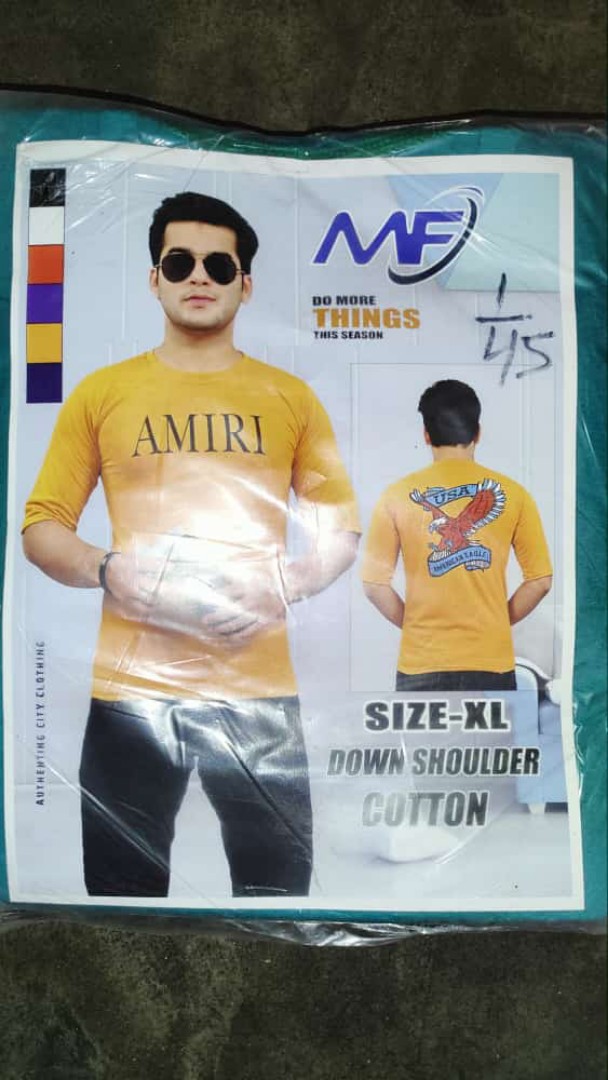 MF
DO MORE
THINGS
THIS SEASON
1
45
AMIRI
USA
AMERICAN EAGLE
AUTHENTING CITY CLOTHING
SIZE-XL
DOWN SHOULDER
COTTON